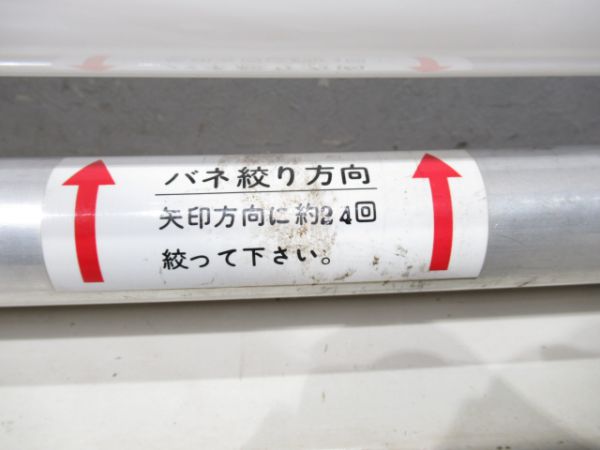 バネ絞り方向
矢印方向に約24回
絞って下さい。